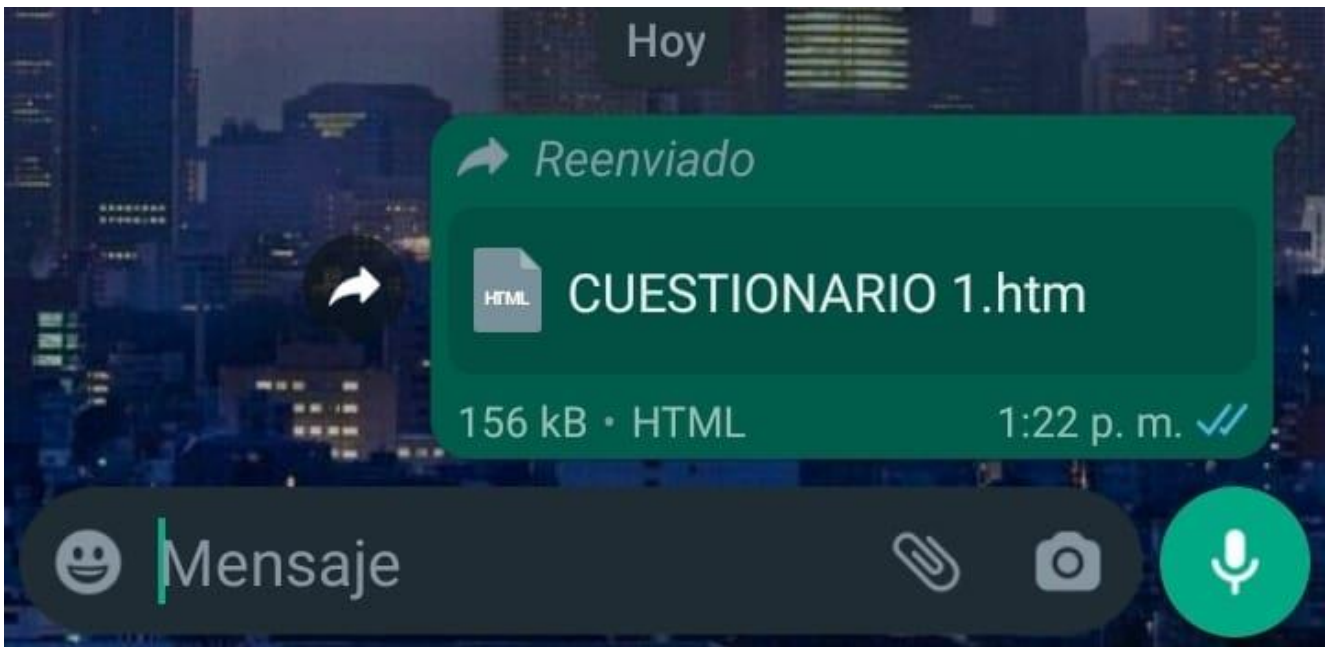 Hoy
Reenviado
HTML
CUESTIONARIO 1.htm
156 kB • HTML
1:22 p. m.
Mensaje